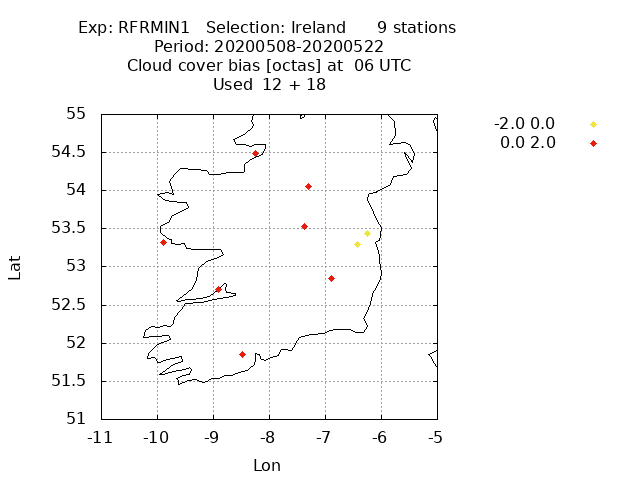 Exp: RFRMIN1   Selection: Ireland      9 stations
Period: 20200508-20200522
Cloud cover bias [octas] at  06 UTC
Used  12 + 18
-2.0 0.0
0.0 2.0
55
54.5
54
53.5
53
52.5
52
51.5
51
Lat
-11 -10 -9 -8 -7 -6 -5
Lon